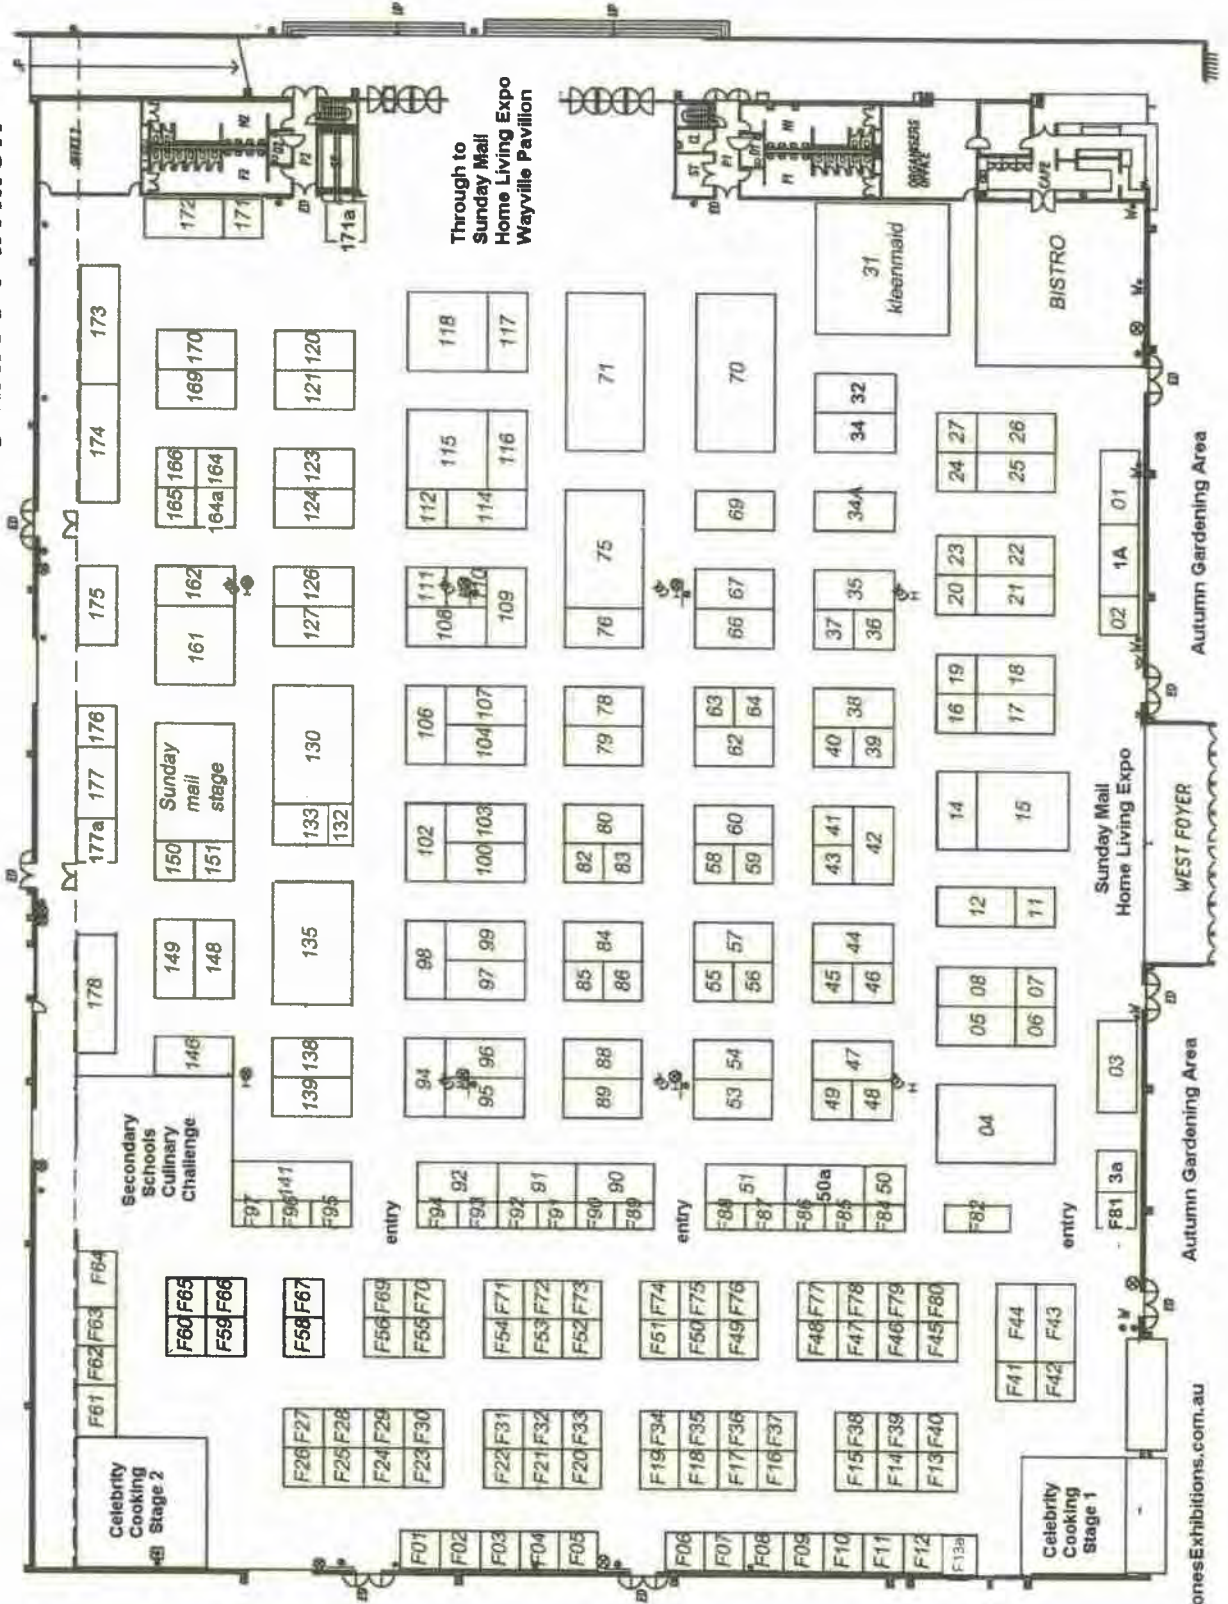 Through to
Sunday Mail
Home Living Expo
Wayville Pavilion
172
171
171a
173
174
175
176
177
177a
178
170
169
166
165
164
164a
162
161
Sunday
mail
stage
150
151
149
148
146
120
121
123
124
126
127
130
133
132
135
138
139
Secondary
Schools
Culinary
Challenge
141
F97
F96
F95
118
117
115
116
112
114
111
110
108
109
106
107
104
102
103
100
98
99
97
94
96
95
92
91
90
F94
F93
F92
F91
F90
F89
entry
71
75
76
78
79
80
82
83
84
85
86
88
89
70
69
67
66
63
64
62
60
58
59
57
55
56
54
53
51
50a
50
F88
F87
F86
F85
F84
entry
ORGANISERS
OFFICE
CAFE
31
kleenmaid
BISTRO
32
34
34A
35
37
36
38
40
39
41
43
42
44
45
46
47
49
48
27
24
26
25
23
20
22
21
19
16
18
17
14
15
12
11
08
05
07
06
04
F82
entry
01
1A
02
03
3a
F81
Autumn Gardening Area
Sunday Mail
Home Living Expo
WEST FOYER
Autumn Gardening Area
F64
F63
F62
F61
F65
F60
F66
F59
F67
F58
F69
F56
F70
F55
F71
F54
F72
F53
F73
F52
F74
F51
F75
F50
F76
F49
F77
F48
F78
F47
F79
F46
F80
F45
F44
F43
F41
F42
Celebrity
Cooking
Stage 2
F27
F26
F28
F25
F29
F24
F30
F23
F31
F22
F32
F21
F33
F20
F34
F19
F35
F18
F36
F17
F37
F16
F38
F15
F39
F14
F40
F13
F01
F02
F03
F04
F05
F06
F07
F08
F09
F10
F11
F12
F13a
Celebrity
Cooking
Stage 1
onesExhibitions.com.au